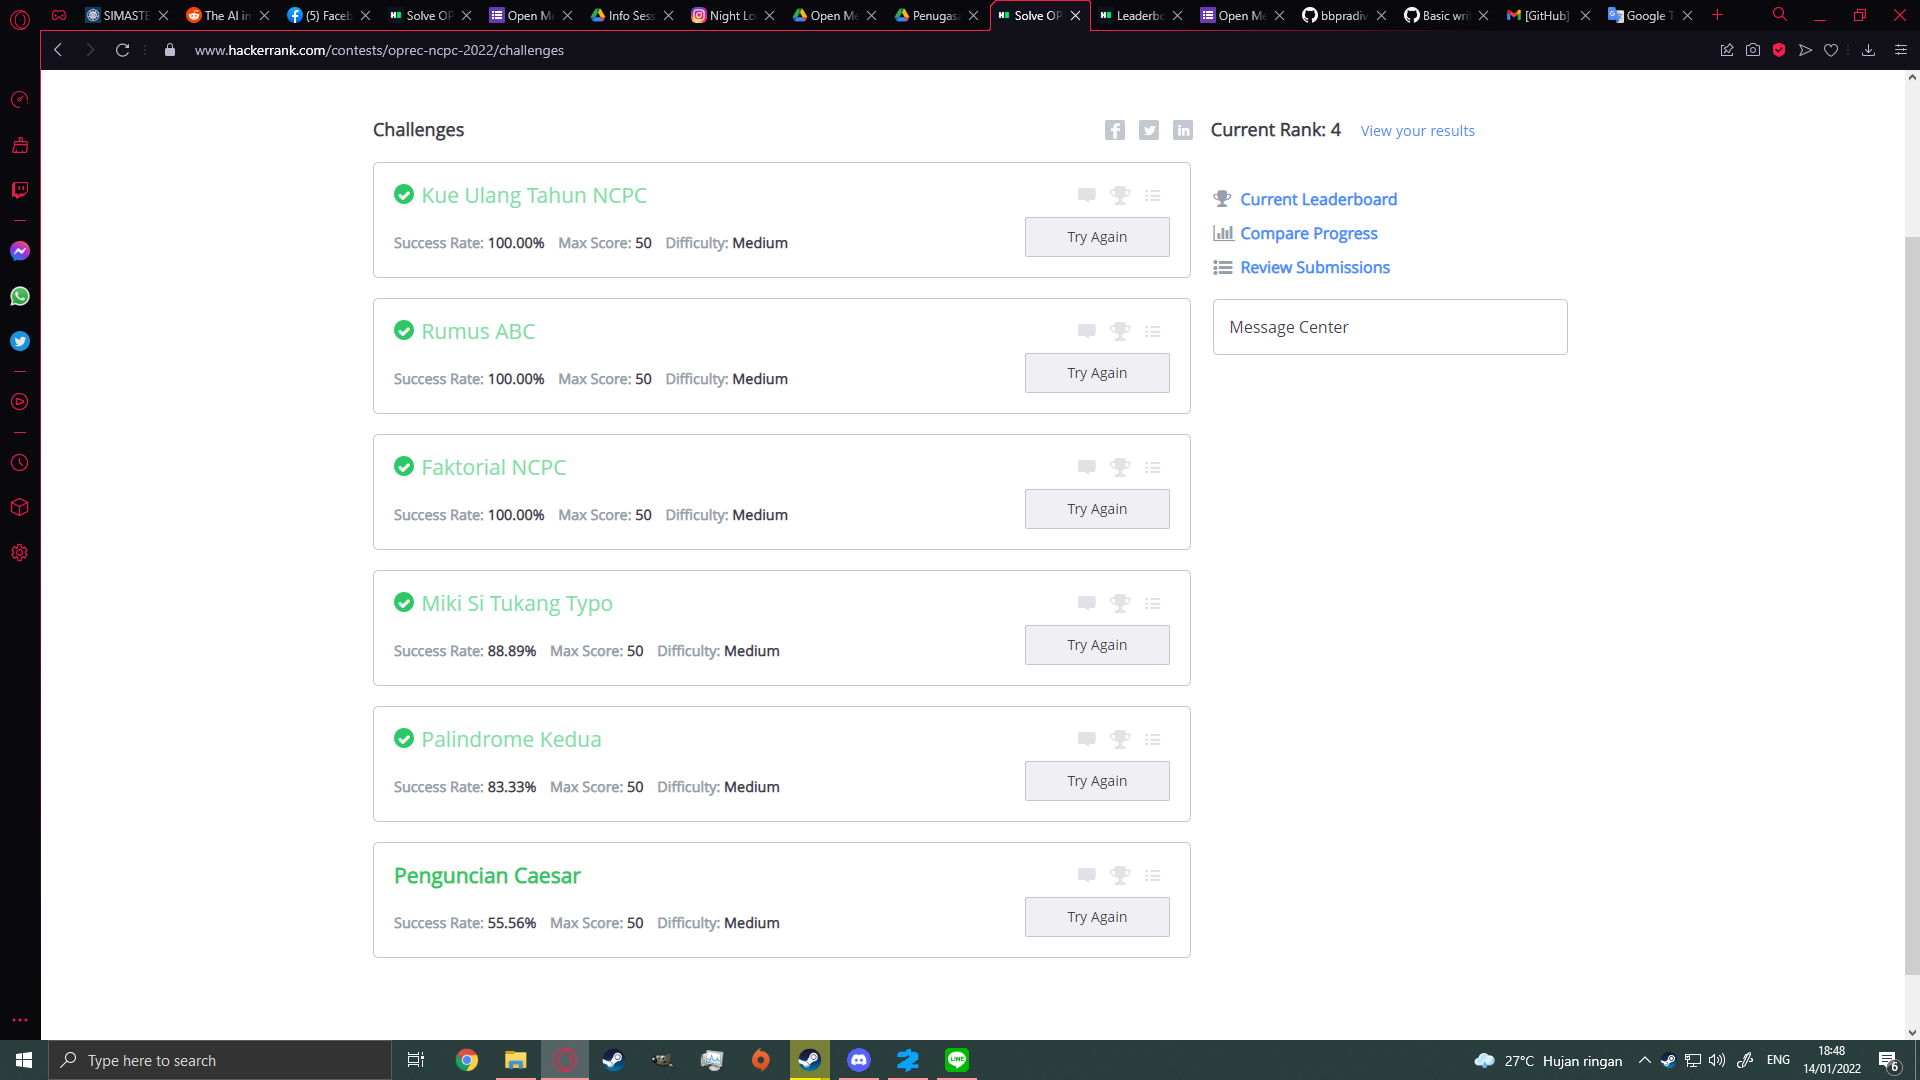 SIMASTE
The AI in
(5) Faceb
Solve OP
Open Me
Info Sess
Night Lo
Open Me
Penugasa
Solve OP
Leaderbo
Open Me
bbpradiv
Basic writ
[GitHub]
Google T
www.hackerrank.com/contests/oprec-ncpc-2022/challenges
Challenges
Current Rank: 4 View your results
Kue Ulang Tahun NCPC
Success Rate: 100.00% Max Score: 50 Difficulty: Medium
Try Again
Rumus ABC
Success Rate: 100.00% Max Score: 50 Difficulty: Medium
Try Again
Faktorial NCPC
Success Rate: 100.00% Max Score: 50 Difficulty: Medium
Try Again
Miki Si Tukang Typo
Success Rate: 88.89% Max Score: 50 Difficulty: Medium
Try Again
Palindrome Kedua
Success Rate: 83.33% Max Score: 50 Difficulty: Medium
Try Again
Penguncian Caesar
Success Rate: 55.56% Max Score: 50 Difficulty: Medium
Try Again
Current Leaderboard
Compare Progress
Review Submissions
Message Center
Type here to search
LINE
27°C Hujan ringan
ENG
18:48
14/01/2022
6